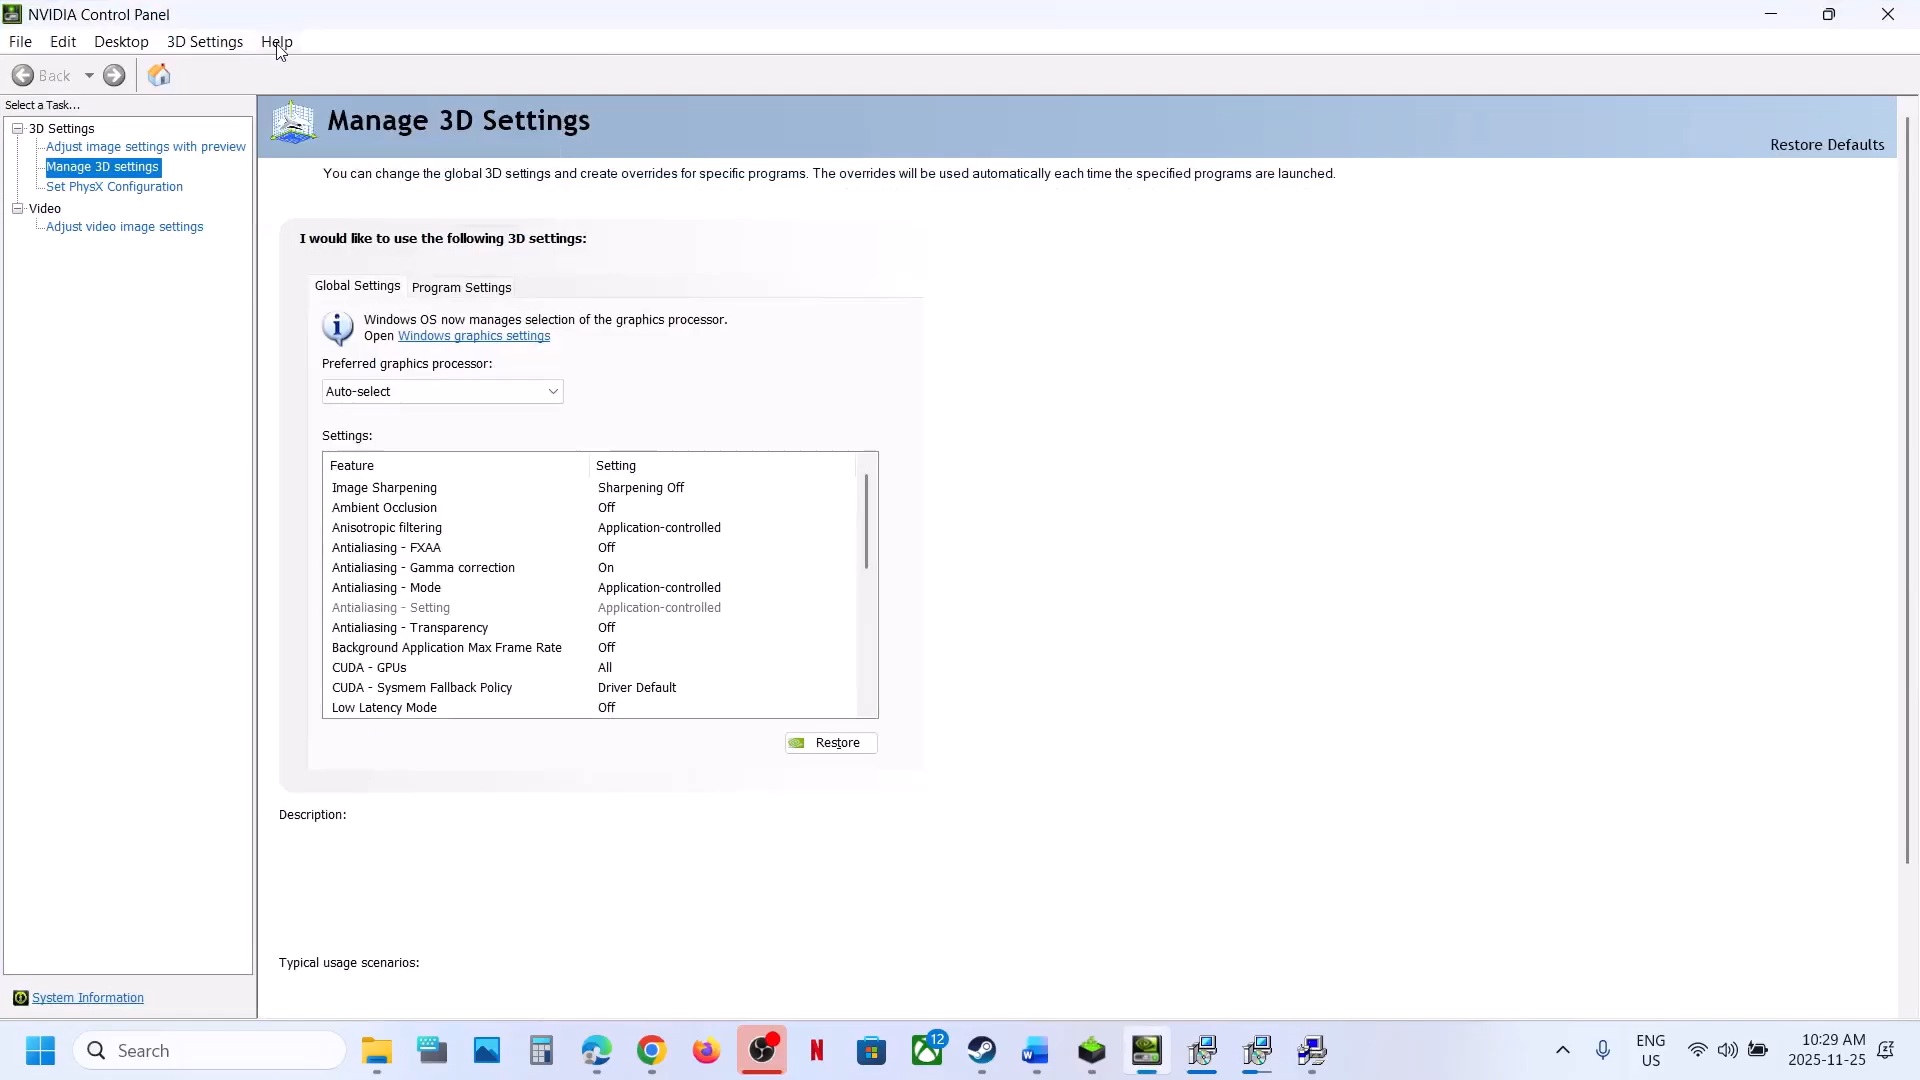 NVIDIA Control Panel
File Edit Desktop 3D Settings Help
Back
Select a Task...
3D Settings
Adjust image settings with preview
Manage 3D settings
Set PhysX Configuration
Video
Adjust video image settings
System Information
Manage 3D Settings
Restore Defaults
You can change the global 3D settings and create overrides for specific programs. The overrides will be used automatically each time the specified programs are launched.
I would like to use the following 3D settings:
Global Settings Program Settings
Windows OS now manages selection of the graphics processor.
Open Windows graphics settings
Preferred graphics processor:
Auto-select
Settings:
Feature Setting
Image Sharpening Sharpening Off
Ambient Occlusion Off
Anisotropic filtering Application-controlled
Antialiasing - FXAA Off
Antialiasing - Gamma correction On
Antialiasing - Mode Application-controlled
Antialiasing - Setting Application-controlled
Antialiasing - Transparency Off
Background Application Max Frame Rate Off
CUDA - GPUs All
CUDA - Sysmem Fallback Policy Driver Default
Low Latency Mode Off
Restore
Description:
Typical usage scenarios:
Search
N
12
W
ENG
US
10:29 AM
2025-11-25